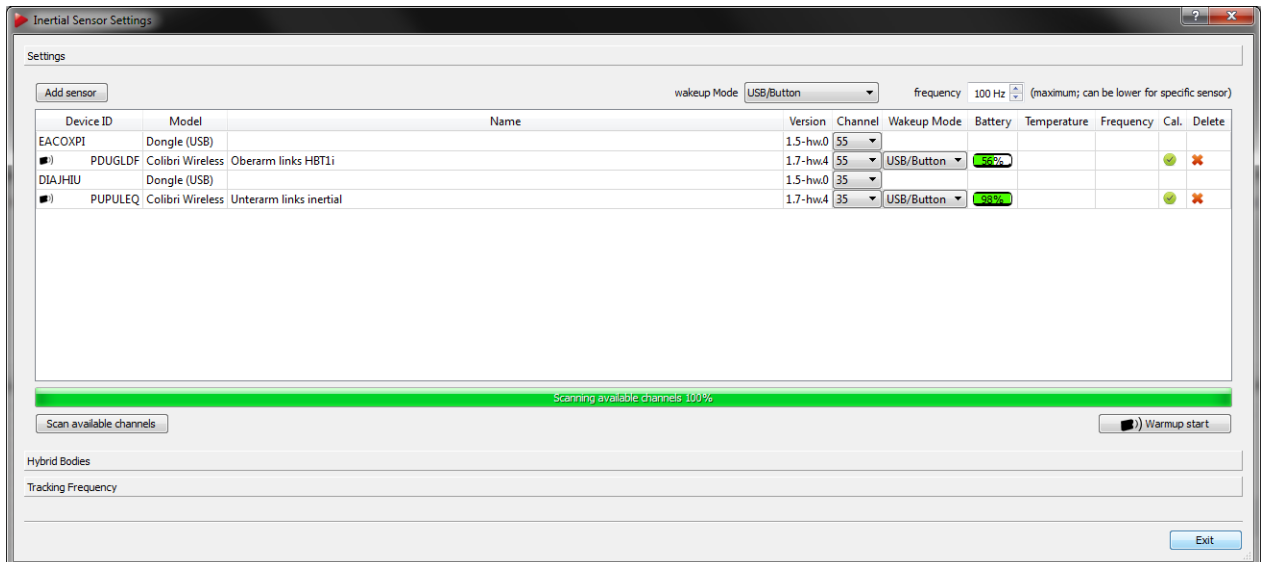 Inertial Sensor Settings
Settings
Add sensor wakeup Mode USB/Button frequency 100 Hz (maximum; can be lower for specific sensor)
Device ID Model Name Version Channel Wakeup Mode Battery Temperature Frequency Cal. Delete
EACOXPI Dongle (USB) 1.5-hw.0 55
PDUGLDF Colibri Wireless Oberarm links HBT1i 1.7-hw.4 55 USB/Button 56%
DIAJHIU Dongle (USB) 1.5-hw.0 35
PUPULEQ Colibri Wireless Unterarm links inertial 1.7-hw.4 35 USB/Button 98%
Scanning available channels 100%
Scan available channels Warmup start
Hybrid Bodies
Tracking Frequency
Exit